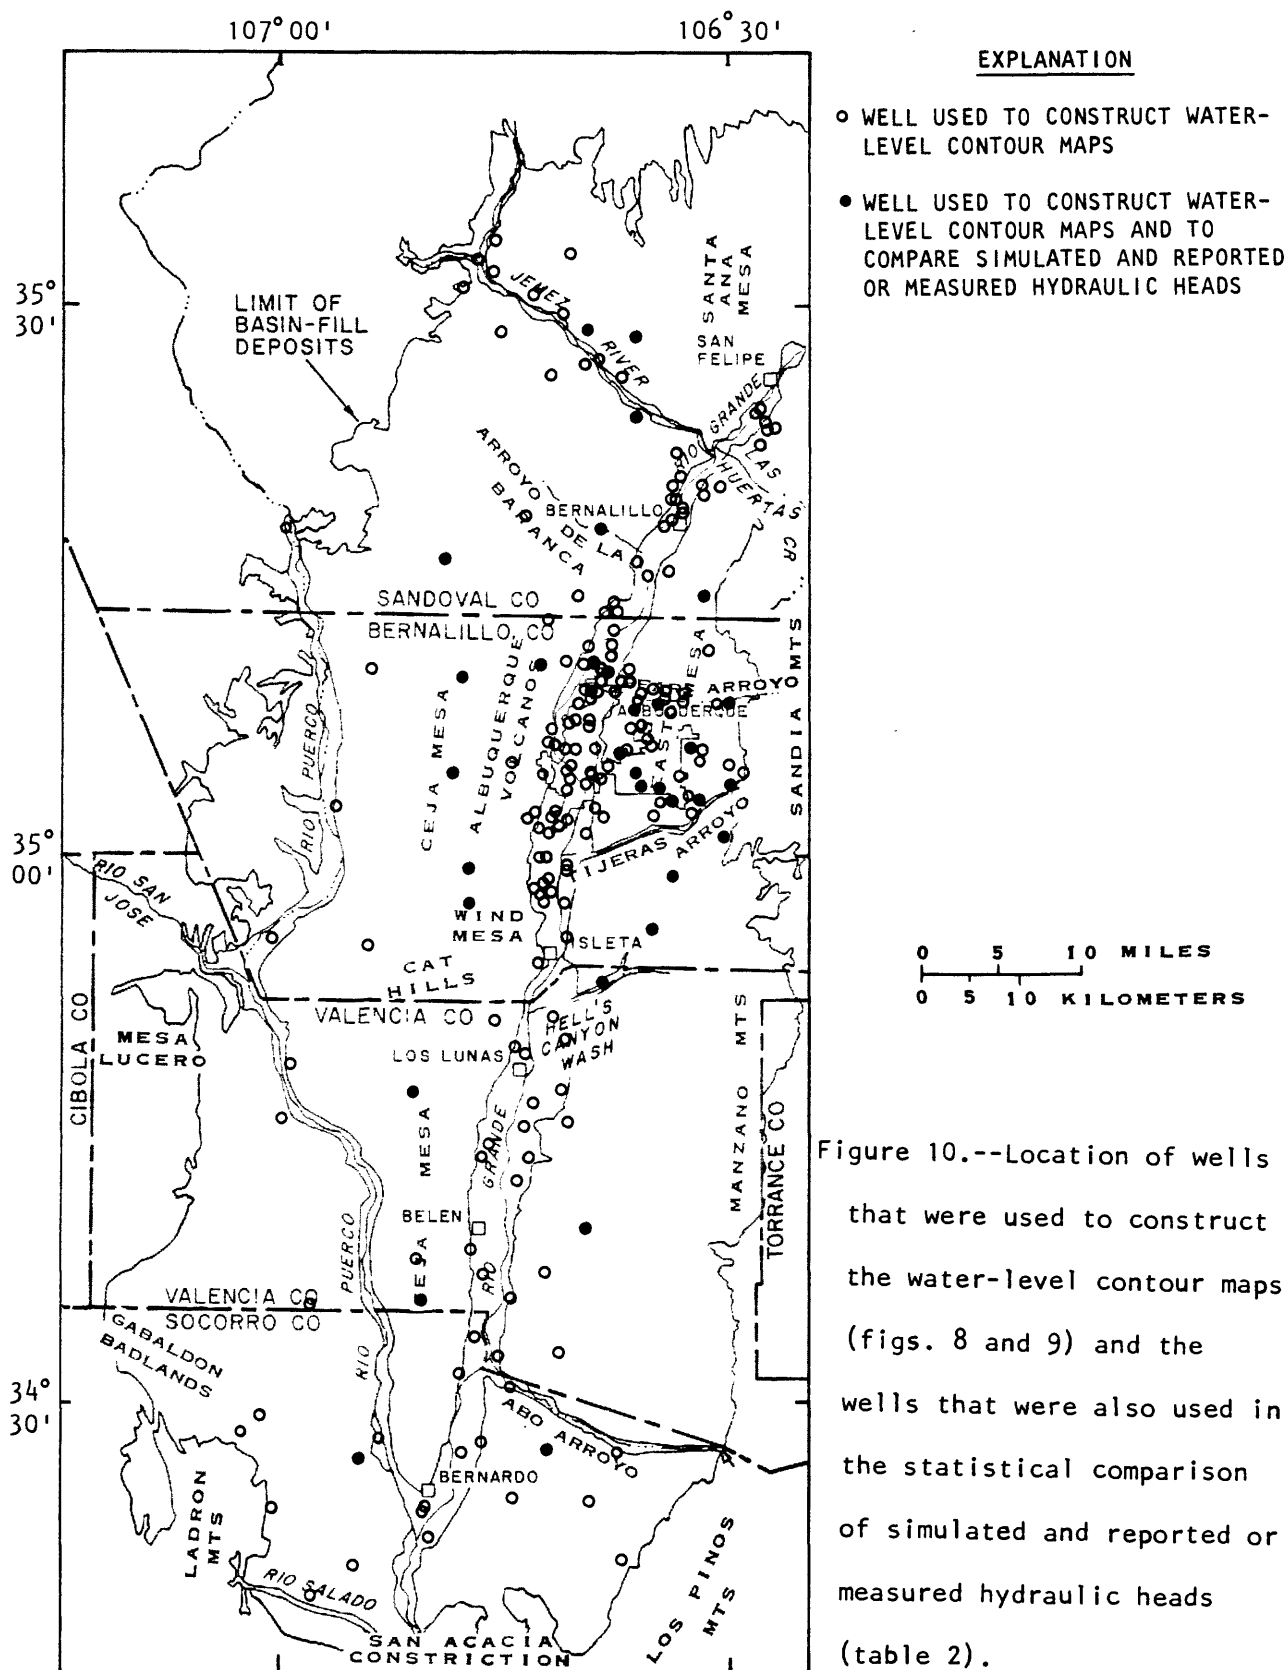 107°00'
106°30'
EXPLANATION
WELL USED TO CONSTRUCT WATER-
LEVEL CONTOUR MAPS
WELL USED TO CONSTRUCT WATER-
LEVEL CONTOUR MAPS AND TO
COMPARE SIMULATED AND REPORTED
OR MEASURED HYDRAULIC HEADS
SANTA
ANA
MESA
JEMEZ
RIVER
35°
30'
LIMIT OF
BASIN-FILL
DEPOSITS
SAN
FELIPE
RIO GRANDE
LAS
HUERTAS
CR
ARROYO
DE LA
BARANCA
BERNALILLO
SANDOVAL CO
BERNALILLO CO
SANDIA MTS
ARROYO
ALBUQUERQUE
EAST MESA
ALBUQUERQUE
VOLCANOS
CEJA MESA
RIO PUERCO
TIJERAS ARROYO
35°
00'
RIO SAN
JOSE
WIND
MESA
ISLETA
CAT
HILLS
0 5 10 MILES
0 5 10 KILOMETERS
VALENCIA CO
HELL'S
CANYON
WASH
MESA
LUCERO
CIBOLA CO
LOS LUNAS
MANZANO MTS
TORRANCE CO
MESA
MESA
RIO GRANDE
BELEN
RIO PUERCO
VALENCIA CO
SOCORRO CO
GABALDON
BADLANDS
34°
30'
ABO ARROYO
BERNARDO
LADRON
MTS
RIO SALADO
LOS PINOS
MTS
SAN ACACIA
CONSTRICTION
Figure 10.--Location of wells
that were used to construct
the water-level contour maps
(figs. 8 and 9) and the
wells that were also used in
the statistical comparison
of simulated and reported or
measured hydraulic heads
(table 2).